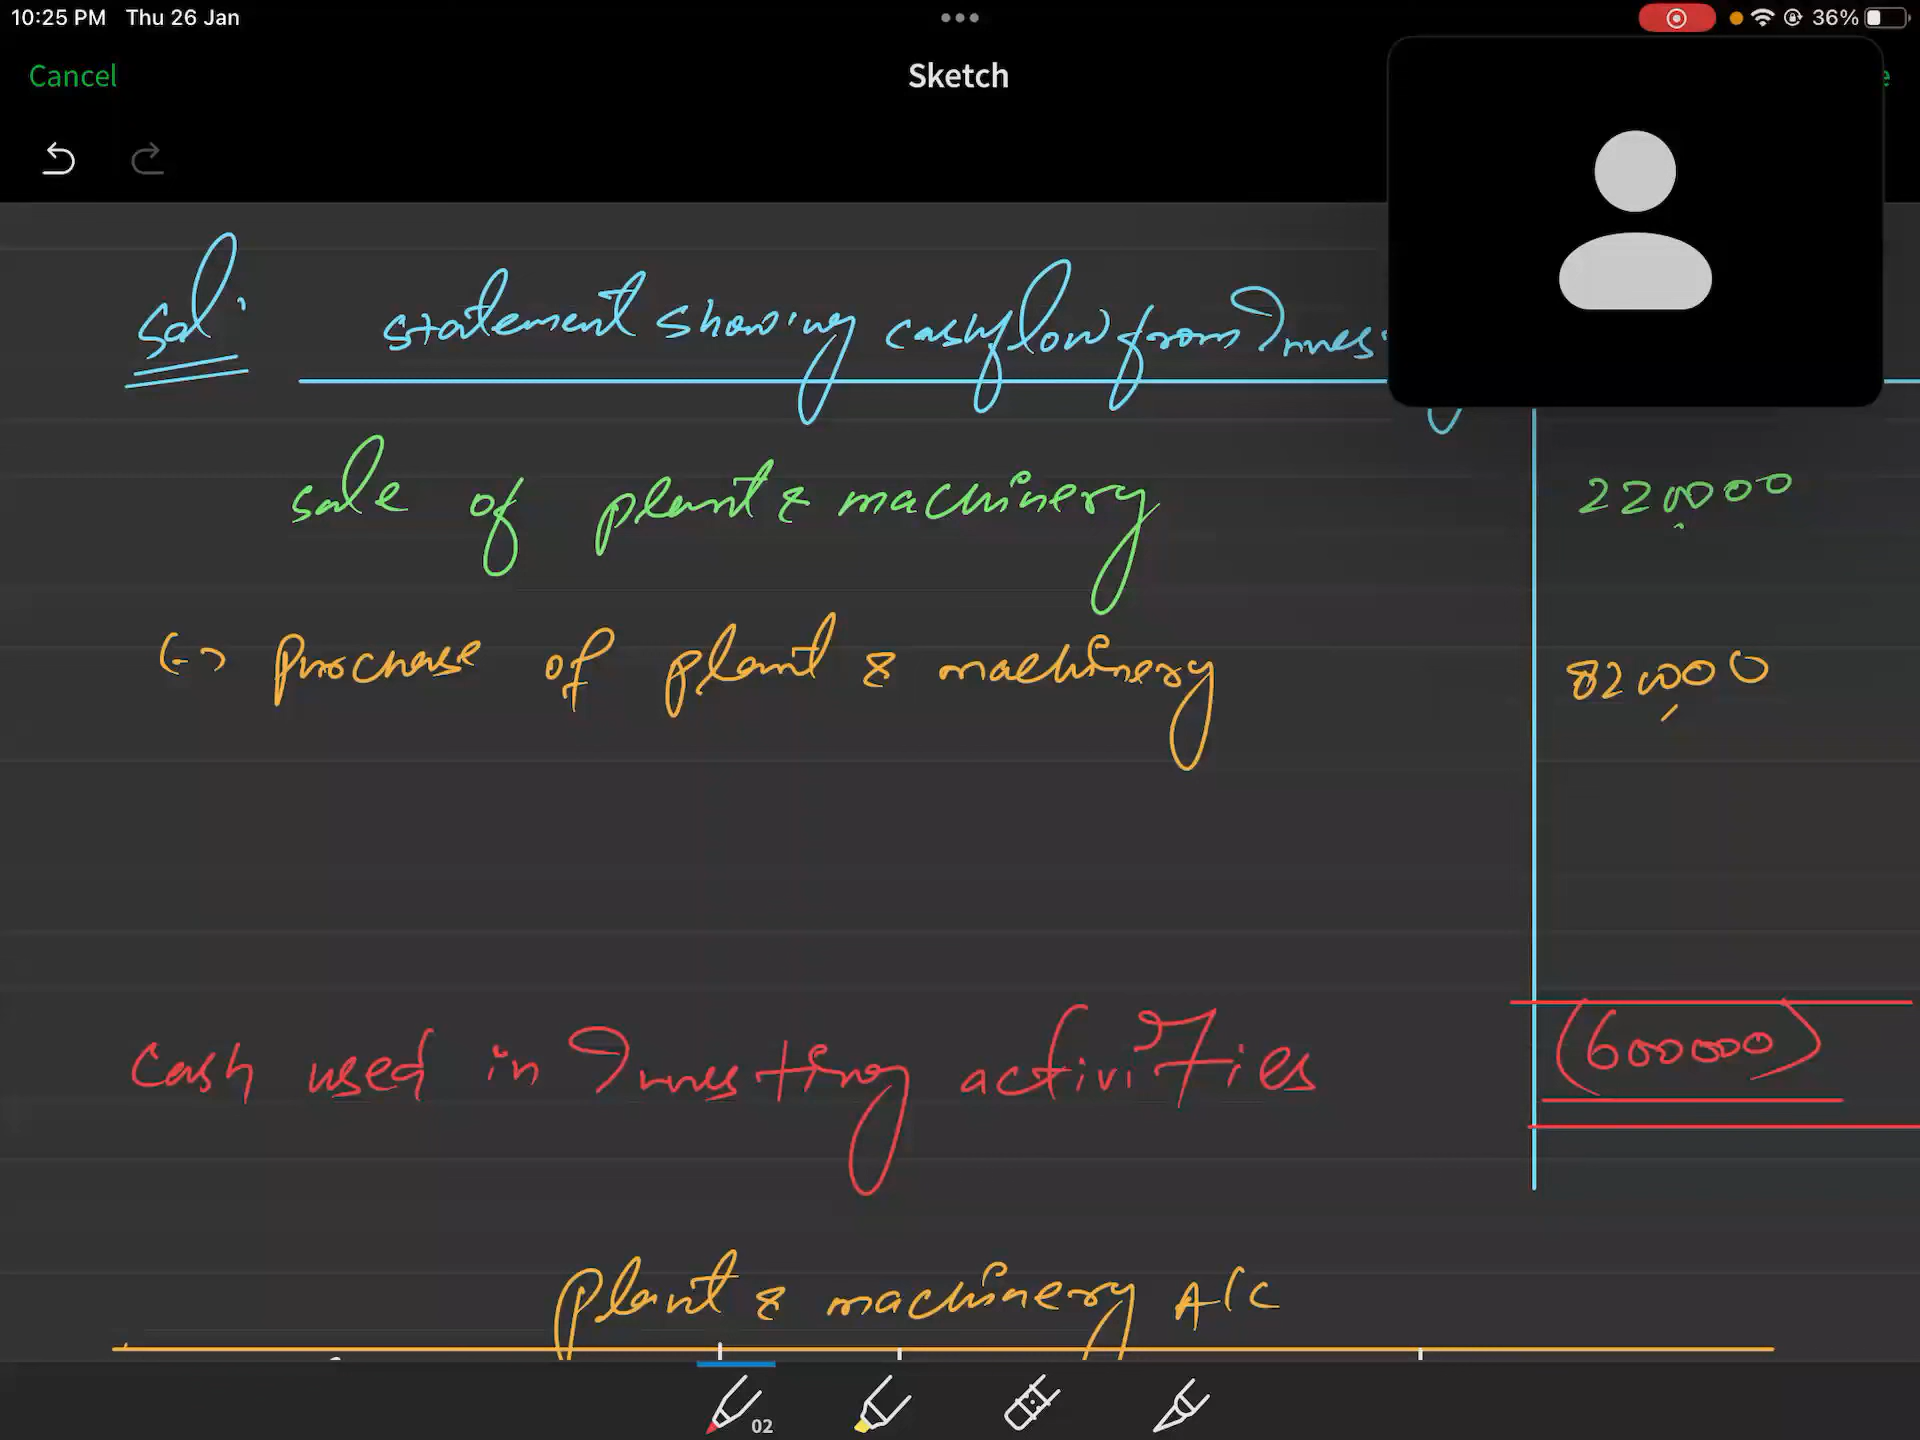 10:25 PM Thu 26 Jan
36%
Cancel
Sketch
e
sol:
statement showing cashflow from Inves
sale of plant & machinery 220000
(-) Purchase of plant & machinery 820000
Cash used in Investing activities (600000)
plant & machinery A/C
02